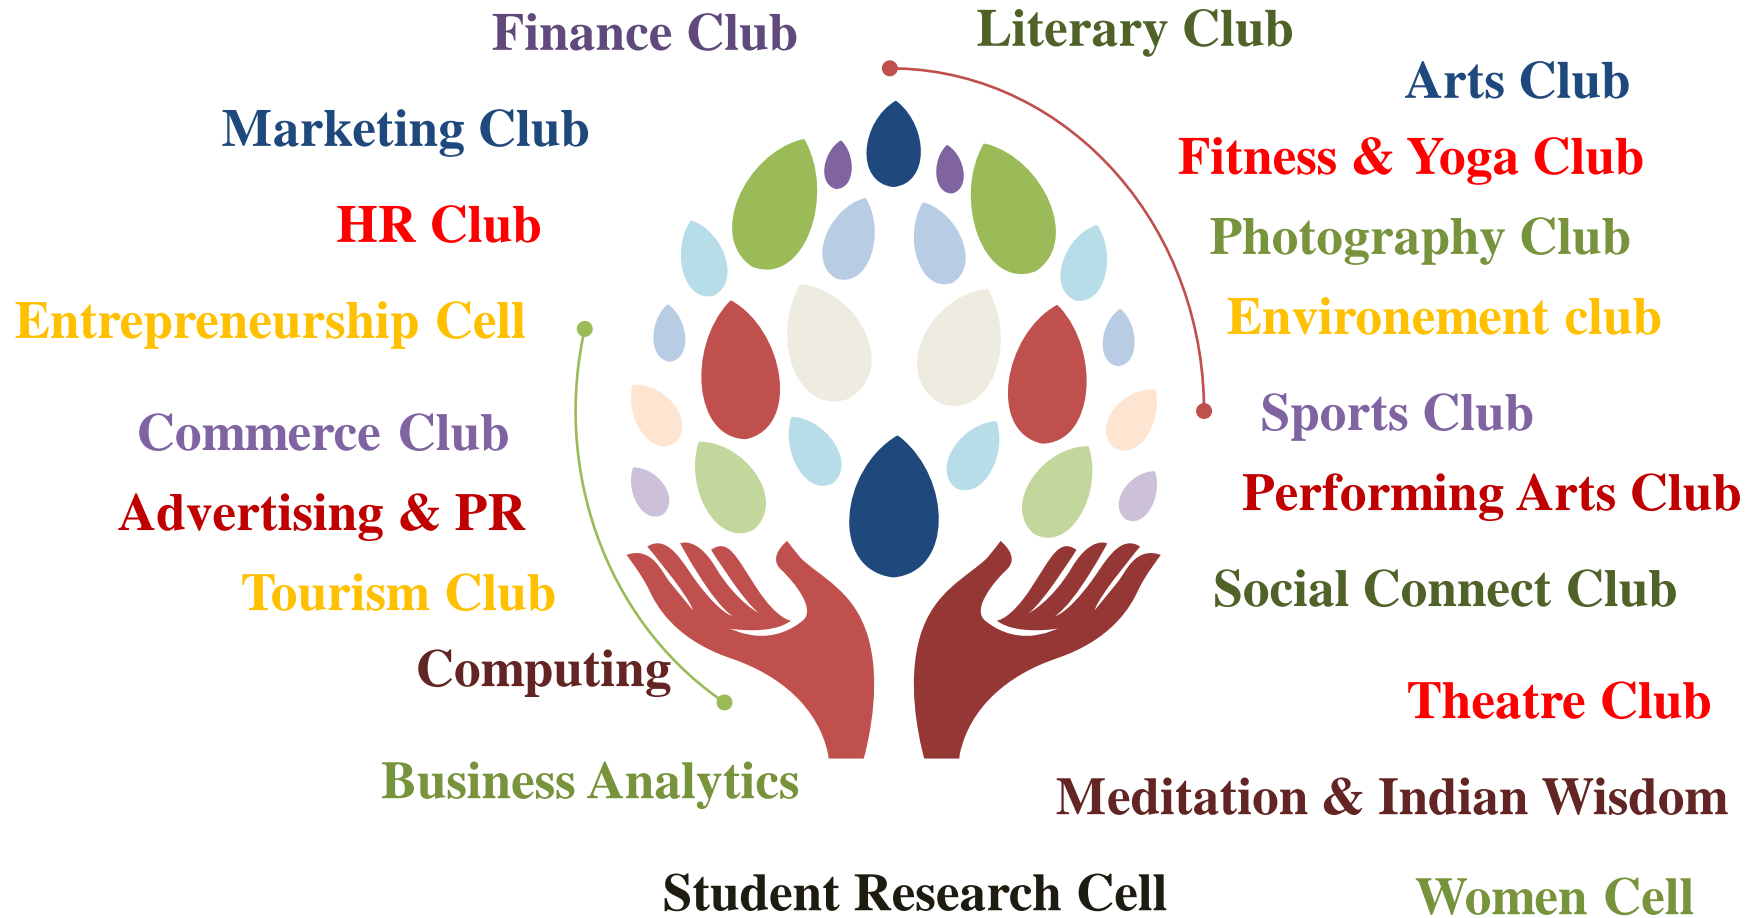 Finance Club
Literary Club
Arts Club
Marketing Club
Fitness & Yoga Club
HR Club
Photography Club
Entrepreneurship Cell
Environement club
Commerce Club
Sports Club
Advertising & PR
Performing Arts Club
Tourism Club
Social Connect Club
Computing
Theatre Club
Business Analytics
Meditation & Indian Wisdom
Student Research Cell
Women Cell